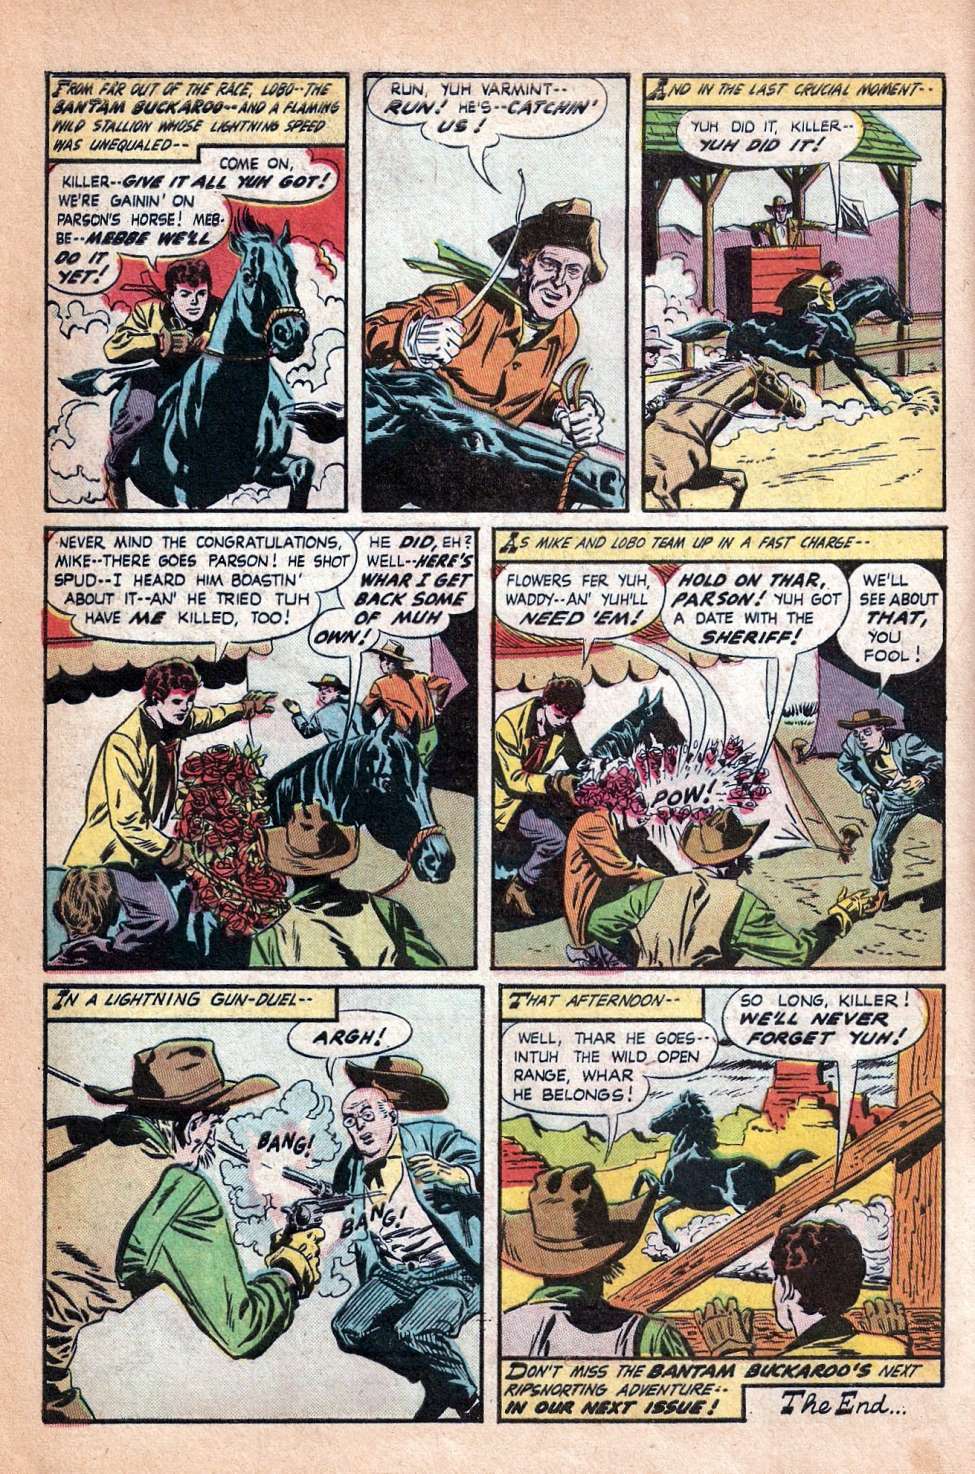 FROM FAR OUT OF THE RACE, LOBO--THE
BANTAM BUCKAROO--AND A FLAMING
WILD STALLION WHOSE LIGHTNING SPEED
WAS UNEQUALED--
COME ON,
KILLER--GIVE IT ALL YUH GOT!
WE'RE GAININ' ON
PARSON'S HORSE! MEB-
BE--MEBBE WE'LL
DO IT
YET!
RUN, YUH VARMINT--
RUN! HE'S--CATCHIN'
US!
AND IN THE LAST CRUCIAL MOMENT--
YUH DID IT, KILLER--
YUH DID IT!
NEVER MIND THE CONGRATULATIONS,
MIKE--THERE GOES PARSON! HE SHOT
SPUD--I HEARD HIM BOASTIN'
ABOUT IT--AN' HE TRIED TUH
HAVE ME KILLED, TOO!
HE DID, EH?
WELL--HERE'S
WHAR I GET
BACK SOME
OF MUH
OWN!
AS MIKE AND LOBO TEAM UP IN A FAST CHARGE--
FLOWERS FER YUH,
WADDY--AN' YUH'LL
NEED 'EM!
HOLD ON THAR,
PARSON! YUH GOT
A DATE WITH THE
SHERIFF!
WE'LL
SEE ABOUT
THAT,
YOU
FOOL!
POW!
IN A LIGHTNING GUN-DUEL--
ARGH!
BANG!
BANG!
THAT AFTERNOON--
WELL, THAR HE GOES--
INTUH THE WILD OPEN
RANGE, WHAR
HE BELONGS!
SO LONG, KILLER!
WE'LL NEVER
FORGET YUH!
DON'T MISS THE BANTAM BUCKAROO'S NEXT
RIPSNORTING ADVENTURE--
IN OUR NEXT ISSUE!
The End...